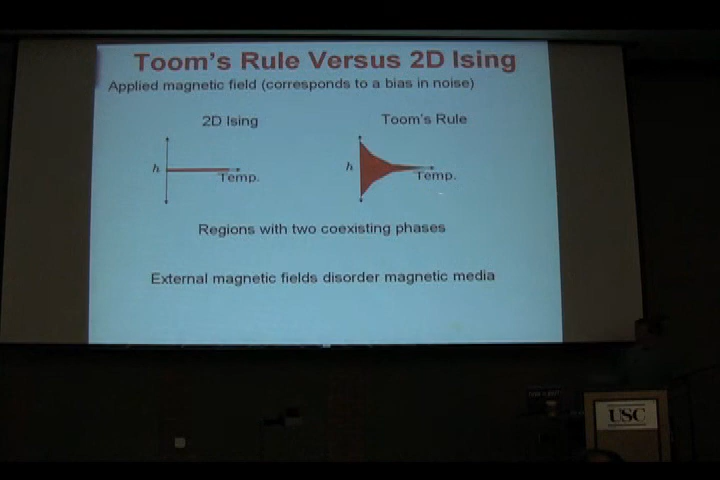 Toom's Rule Versus 2D Ising
Applied magnetic field (corresponds to a bias in noise)
2D Ising
Toom's Rule
h
Temp.
h
Temp.
Regions with two coexisting phases
External magnetic fields disorder magnetic media
USC